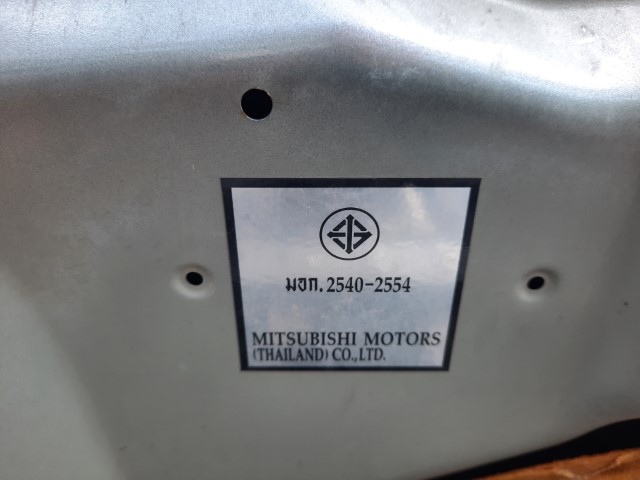 มอก.2540-2554
MITSUBISHI MOTORS
(THAILAND) CO.,LTD.